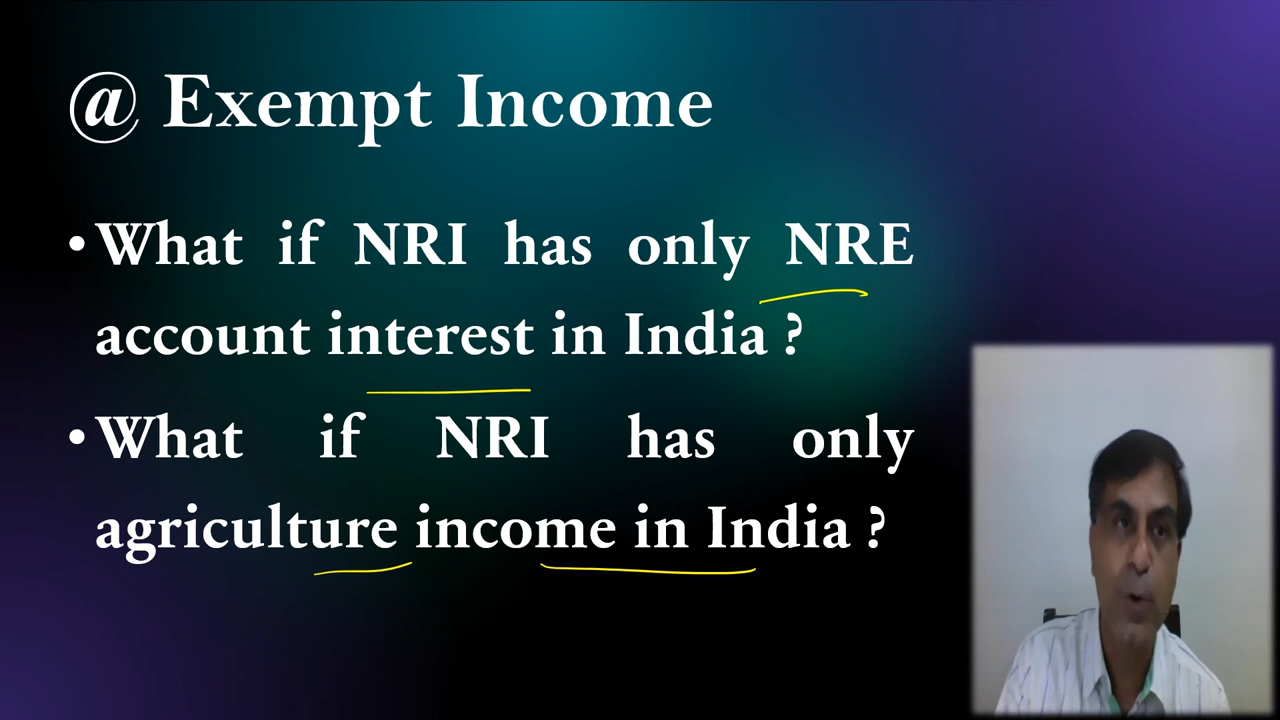 @ Exempt Income
• What if NRI has only NRE
account interest in India ?
• What if NRI has only
agriculture income in India ?